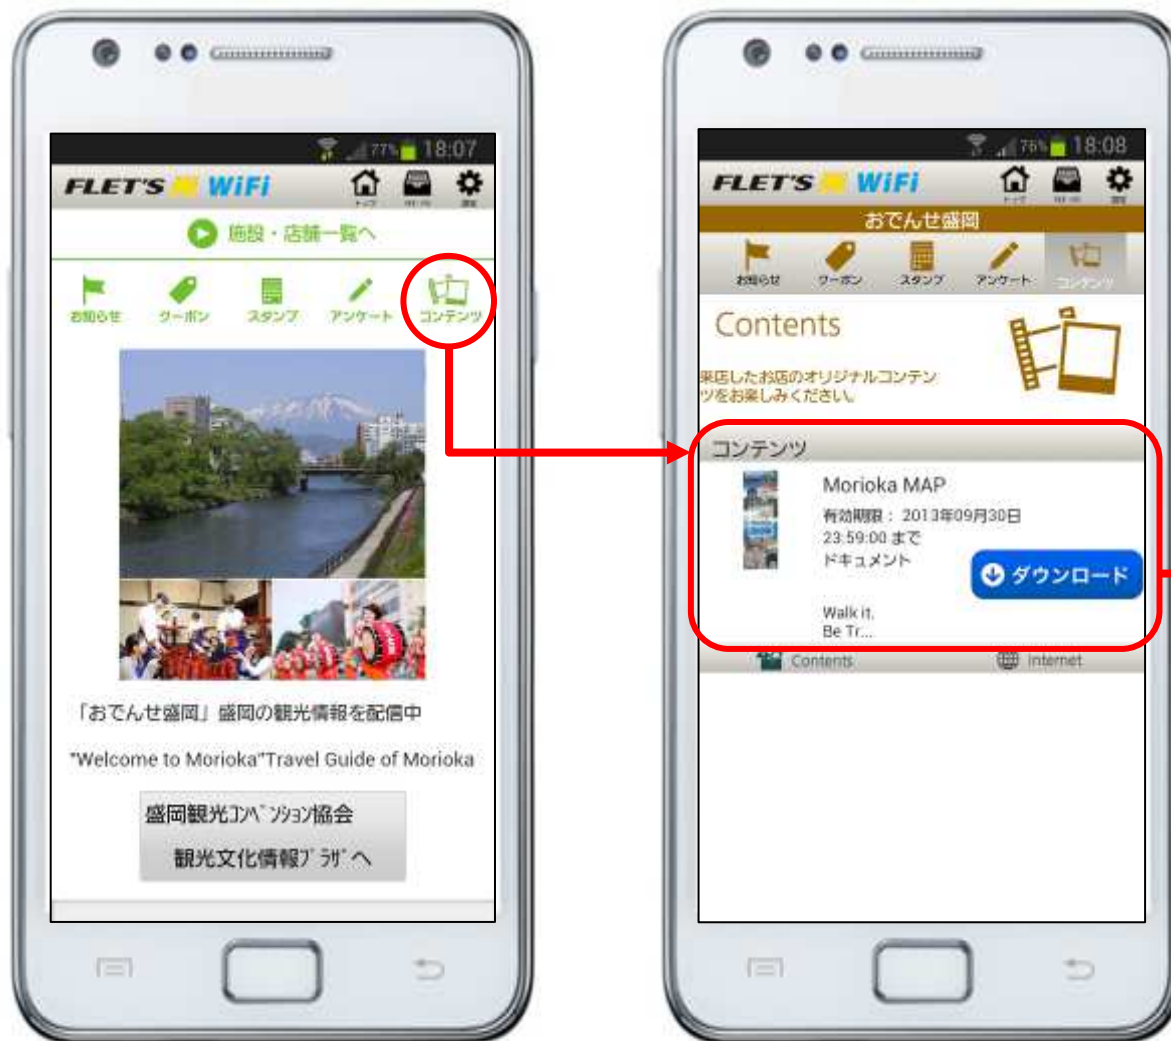 77% 18:07
FLET'S WiFi
トップ
施設・店舗一覧へ
お知らせ クーポン スタンプ アンケート コンテンツ
「おでんせ盛岡」盛岡の観光情報を配信中
"Welcome to Morioka"Travel Guide of Morioka
盛岡観光ｺﾝﾍﾞﾝｼｮﾝ協会
観光文化情報ﾌﾟﾗｻﾞへ
76% 18:08
FLET'S WiFi
トップ
おでんせ盛岡
お知らせ クーポン スタンプ アンケート コンテンツ
Contents
来店したお店のオリジナルコンテン
ツをお楽しみください。
コンテンツ
Morioka MAP
有効期限： 2013年09月30日
23:59:00 まで
ドキュメント
ダウンロード
Walk it.
Be Tr...
Contents Internet